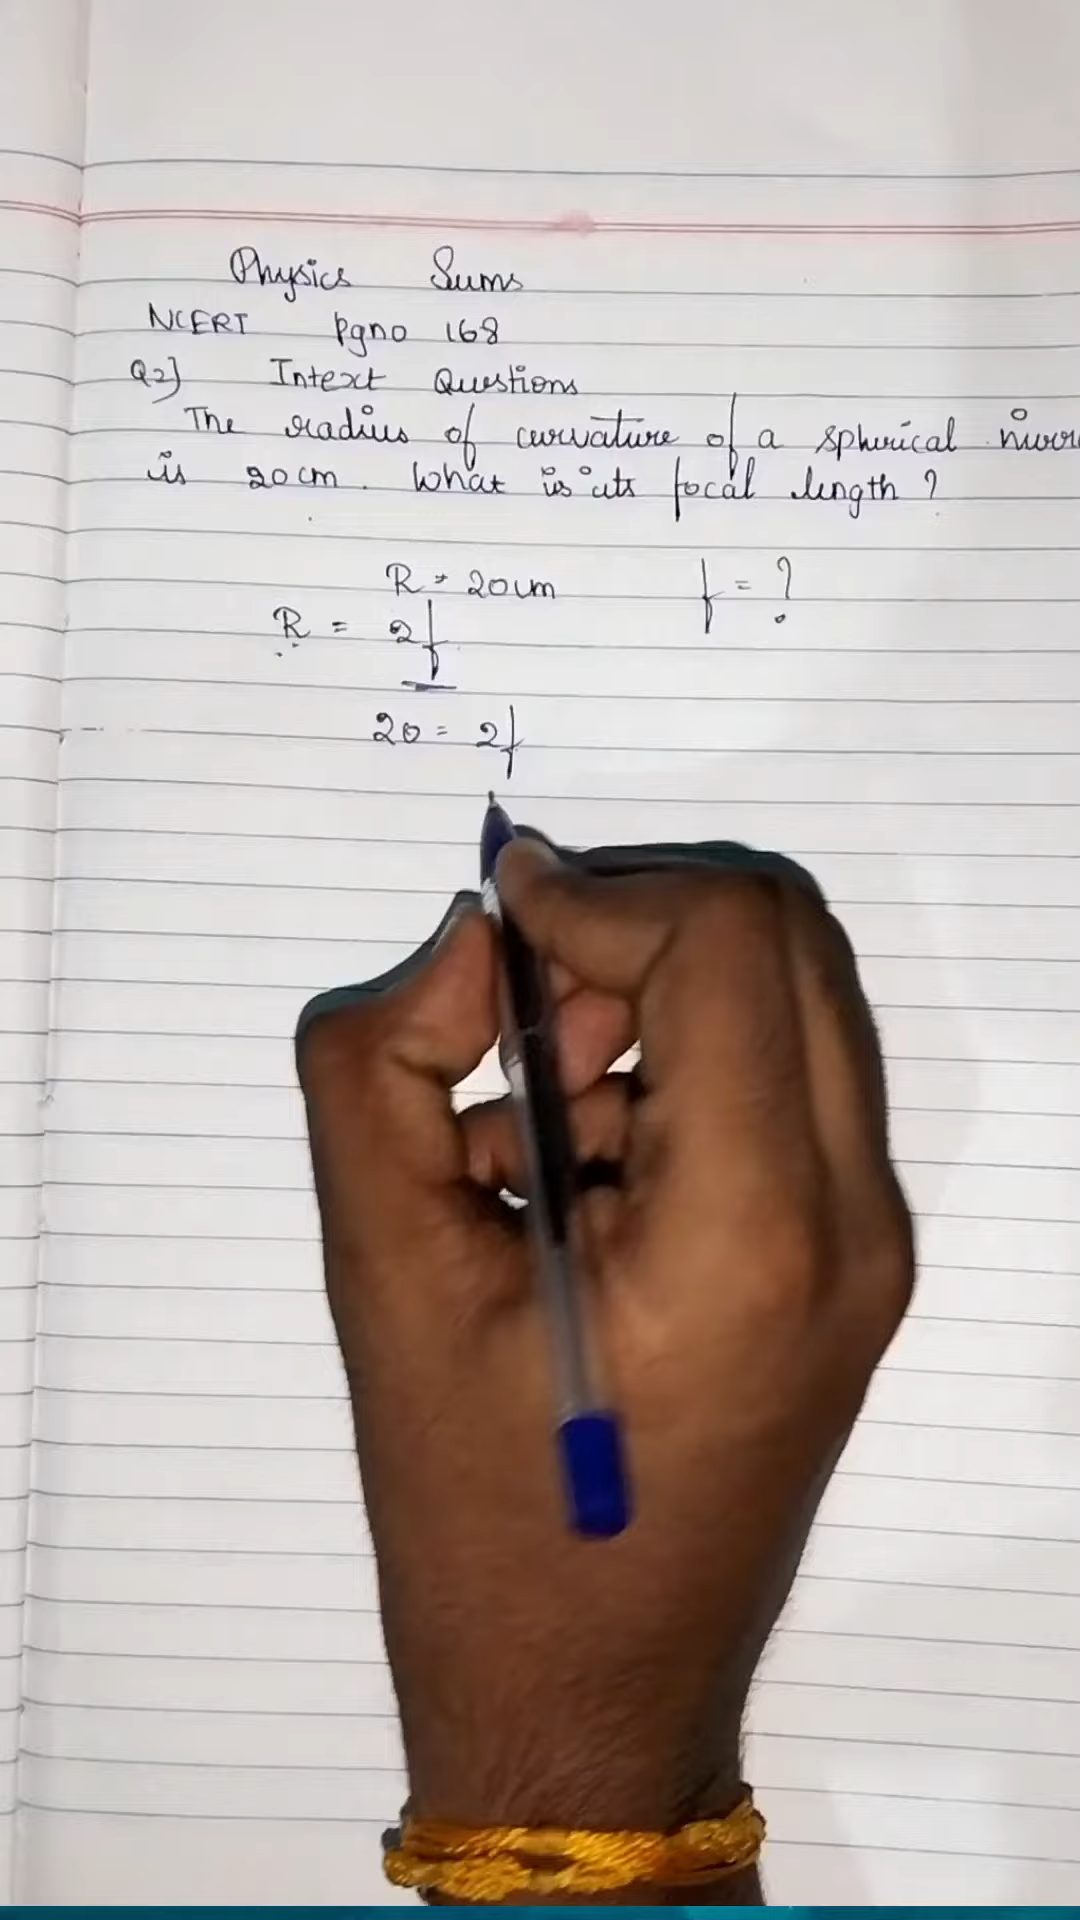 Physics Sums
NCERT Pgno 168
Q2] Intext Questions
The radius of curvature of a spherical
is 20cm. What is its focal length ?
R = 20cm f = ?
R = 2f
20 = 2f